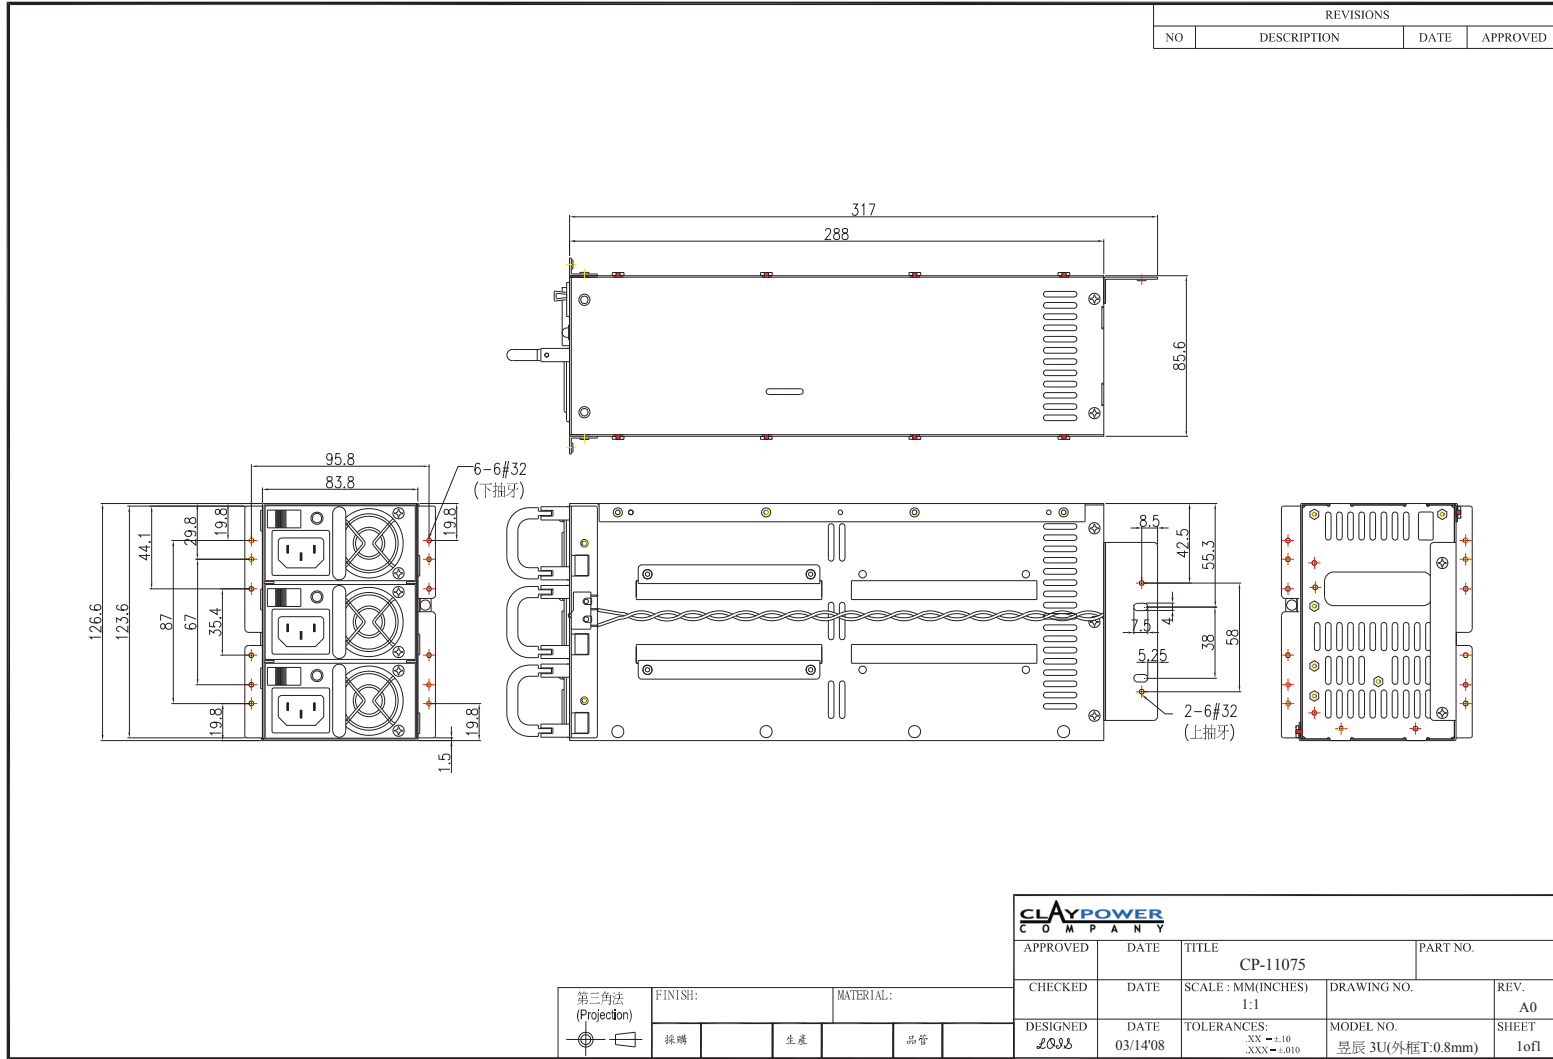 REVISIONS
NO DESCRIPTION DATE APPROVED
317
288
85.6
95.8
83.8
6-6#32
(下抽牙)
19.8
29.8
44.1
19.8
126.6
123.6
87
67
35.4
19.8
19.8
1.5
8.5
42.5
55.3
7.5
4
38
58
5.25
2-6#32
(上抽牙)
CLAYPOWER
COMPANY
APPROVED DATE TITLE PART NO.
CP-11075
CHECKED DATE SCALE : MM(INCHES) DRAWING NO. REV.
1:1 A0
DESIGNED DATE TOLERANCES: MODEL NO. SHEET
LOIS 03/14'08 .XX =±.10 昱辰 3U(外框T:0.8mm) 1of1
.XXX=±.010
第三角法
(Projection)
FINISH: MATERIAL:
採購 生產 品管